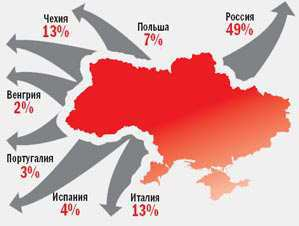 Чехия
13%
Польша
7%
Россия
49%
Венгрия
2%
Португалия
3%
Испания
4%
Италия
13%